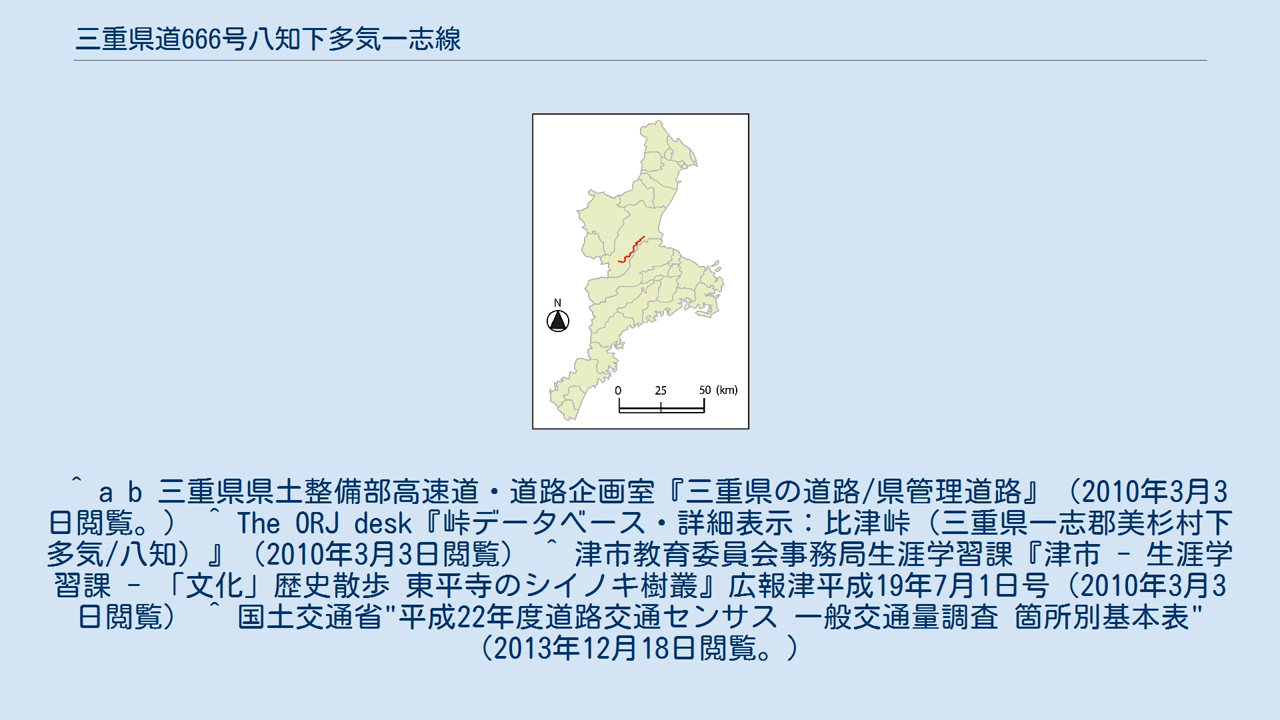 三重県道666号八知下多気一志線
N
0 25 50 (km)
^ a b 三重県県土整備部高速道・道路企画室『三重県の道路/県管理道路』（2010年3月3
日閲覧。） ^ The ORJ desk『峠データベース・詳細表示：比津峠（三重県一志郡美杉村下
多気/八知）』（2010年3月3日閲覧） ^ 津市教育委員会事務局生涯学習課『津市 - 生涯学
習課 - 「文化」歴史散歩 東平寺のシイノキ樹叢』広報津平成19年7月1日号（2010年3月3
日閲覧） ^ 国土交通省"平成22年度道路交通センサス 一般交通量調査 箇所別基本表"
（2013年12月18日閲覧。）